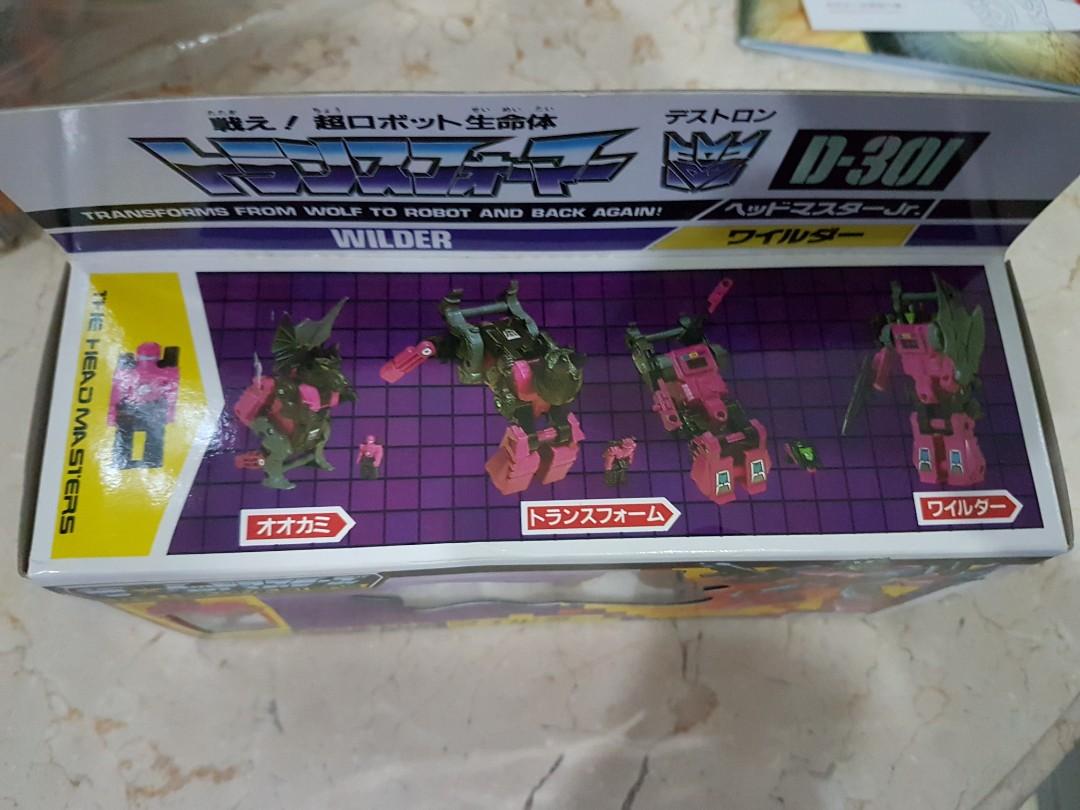 戦え!超ロボット生命体
デストロン
トランスフォーマー
D-301
TRANSFORMS FROM WOLF TO ROBOT AND BACK AGAIN!
ヘッドマスターJr.
WILDER
ワイルダー
THE HEADMASTERS
オオカミ
トランスフォーム
ワイルダー